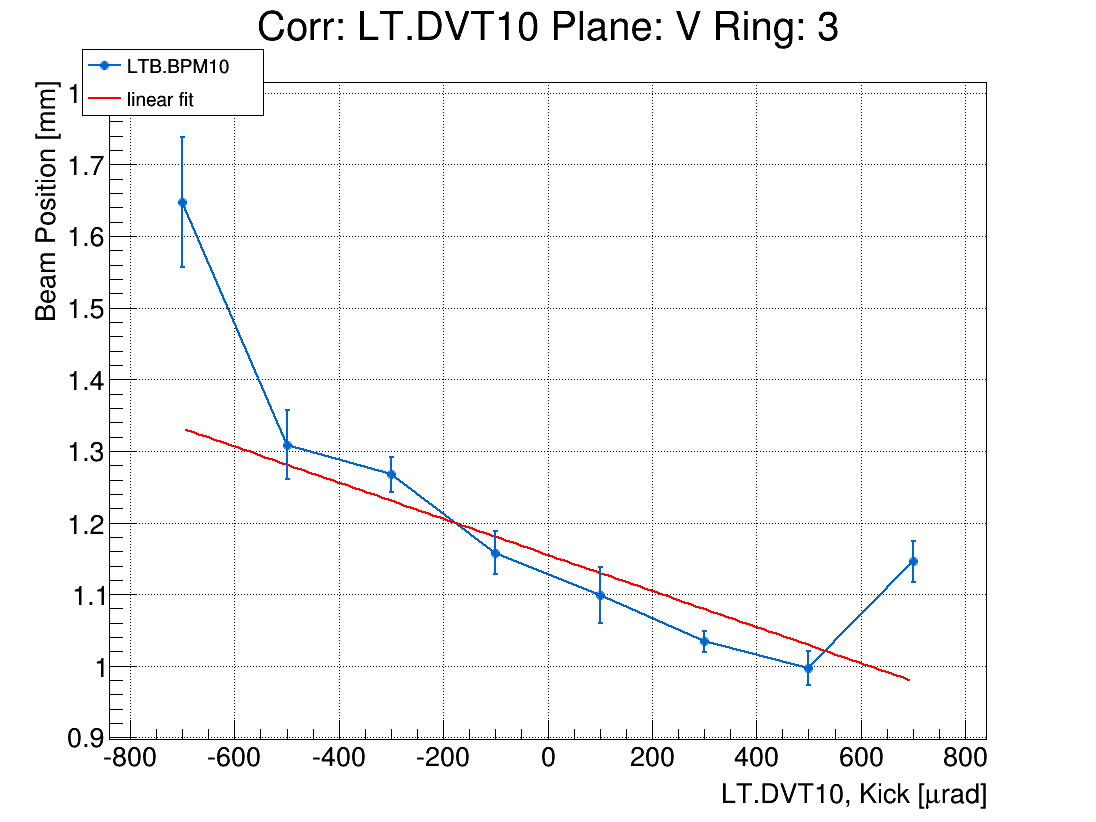 Corr: LT.DVT10 Plane: V Ring: 3
LTB.BPM10
linear fit
Beam Position [mm]
1.7
1.6
1.5
1.4
1.3
1.2
1.1
1
0.9
-800 -600 -400 -200 0 200 400 600 800
LT.DVT10, Kick [μrad]